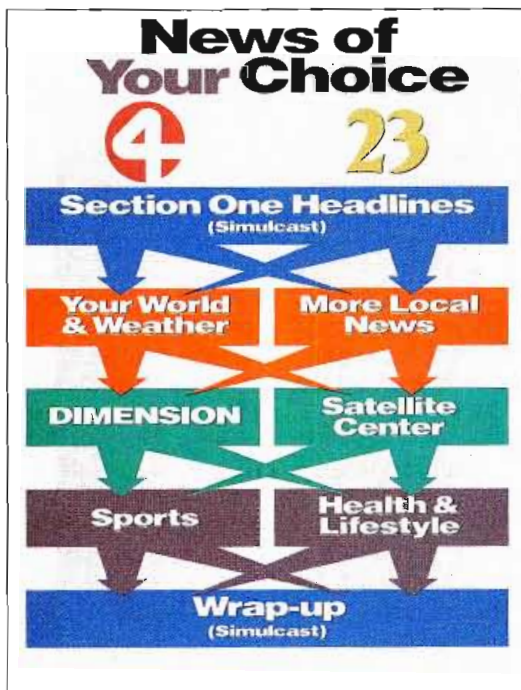 News of
Your Choice
4 23
Section One Headlines
(Simulcast)
Your World
& Weather
More Local
News
DIMENSION
Satellite
Center
Sports
Health &
Lifestyle
Wrap-up
(Simulcast)